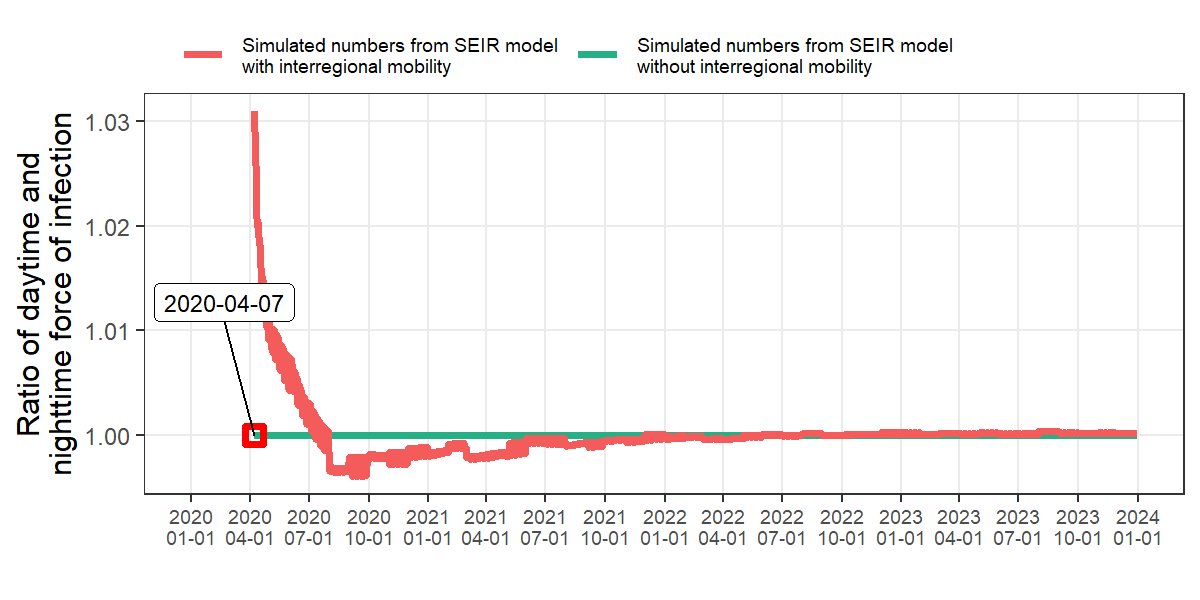 Simulated numbers from SEIR model
with interregional mobility
Simulated numbers from SEIR model
without interregional mobility
Ratio of daytime and
nighttime force of infection
1.03
1.02
1.01
1.00
2020-04-07
2020 2020 2020 2020 2021 2021 2021 2021 2022 2022 2022 2022 2023 2023 2023 2023 2024
01-01 04-01 07-01 10-01 01-01 04-01 07-01 10-01 01-01 04-01 07-01 10-01 01-01 04-01 07-01 10-01 01-01